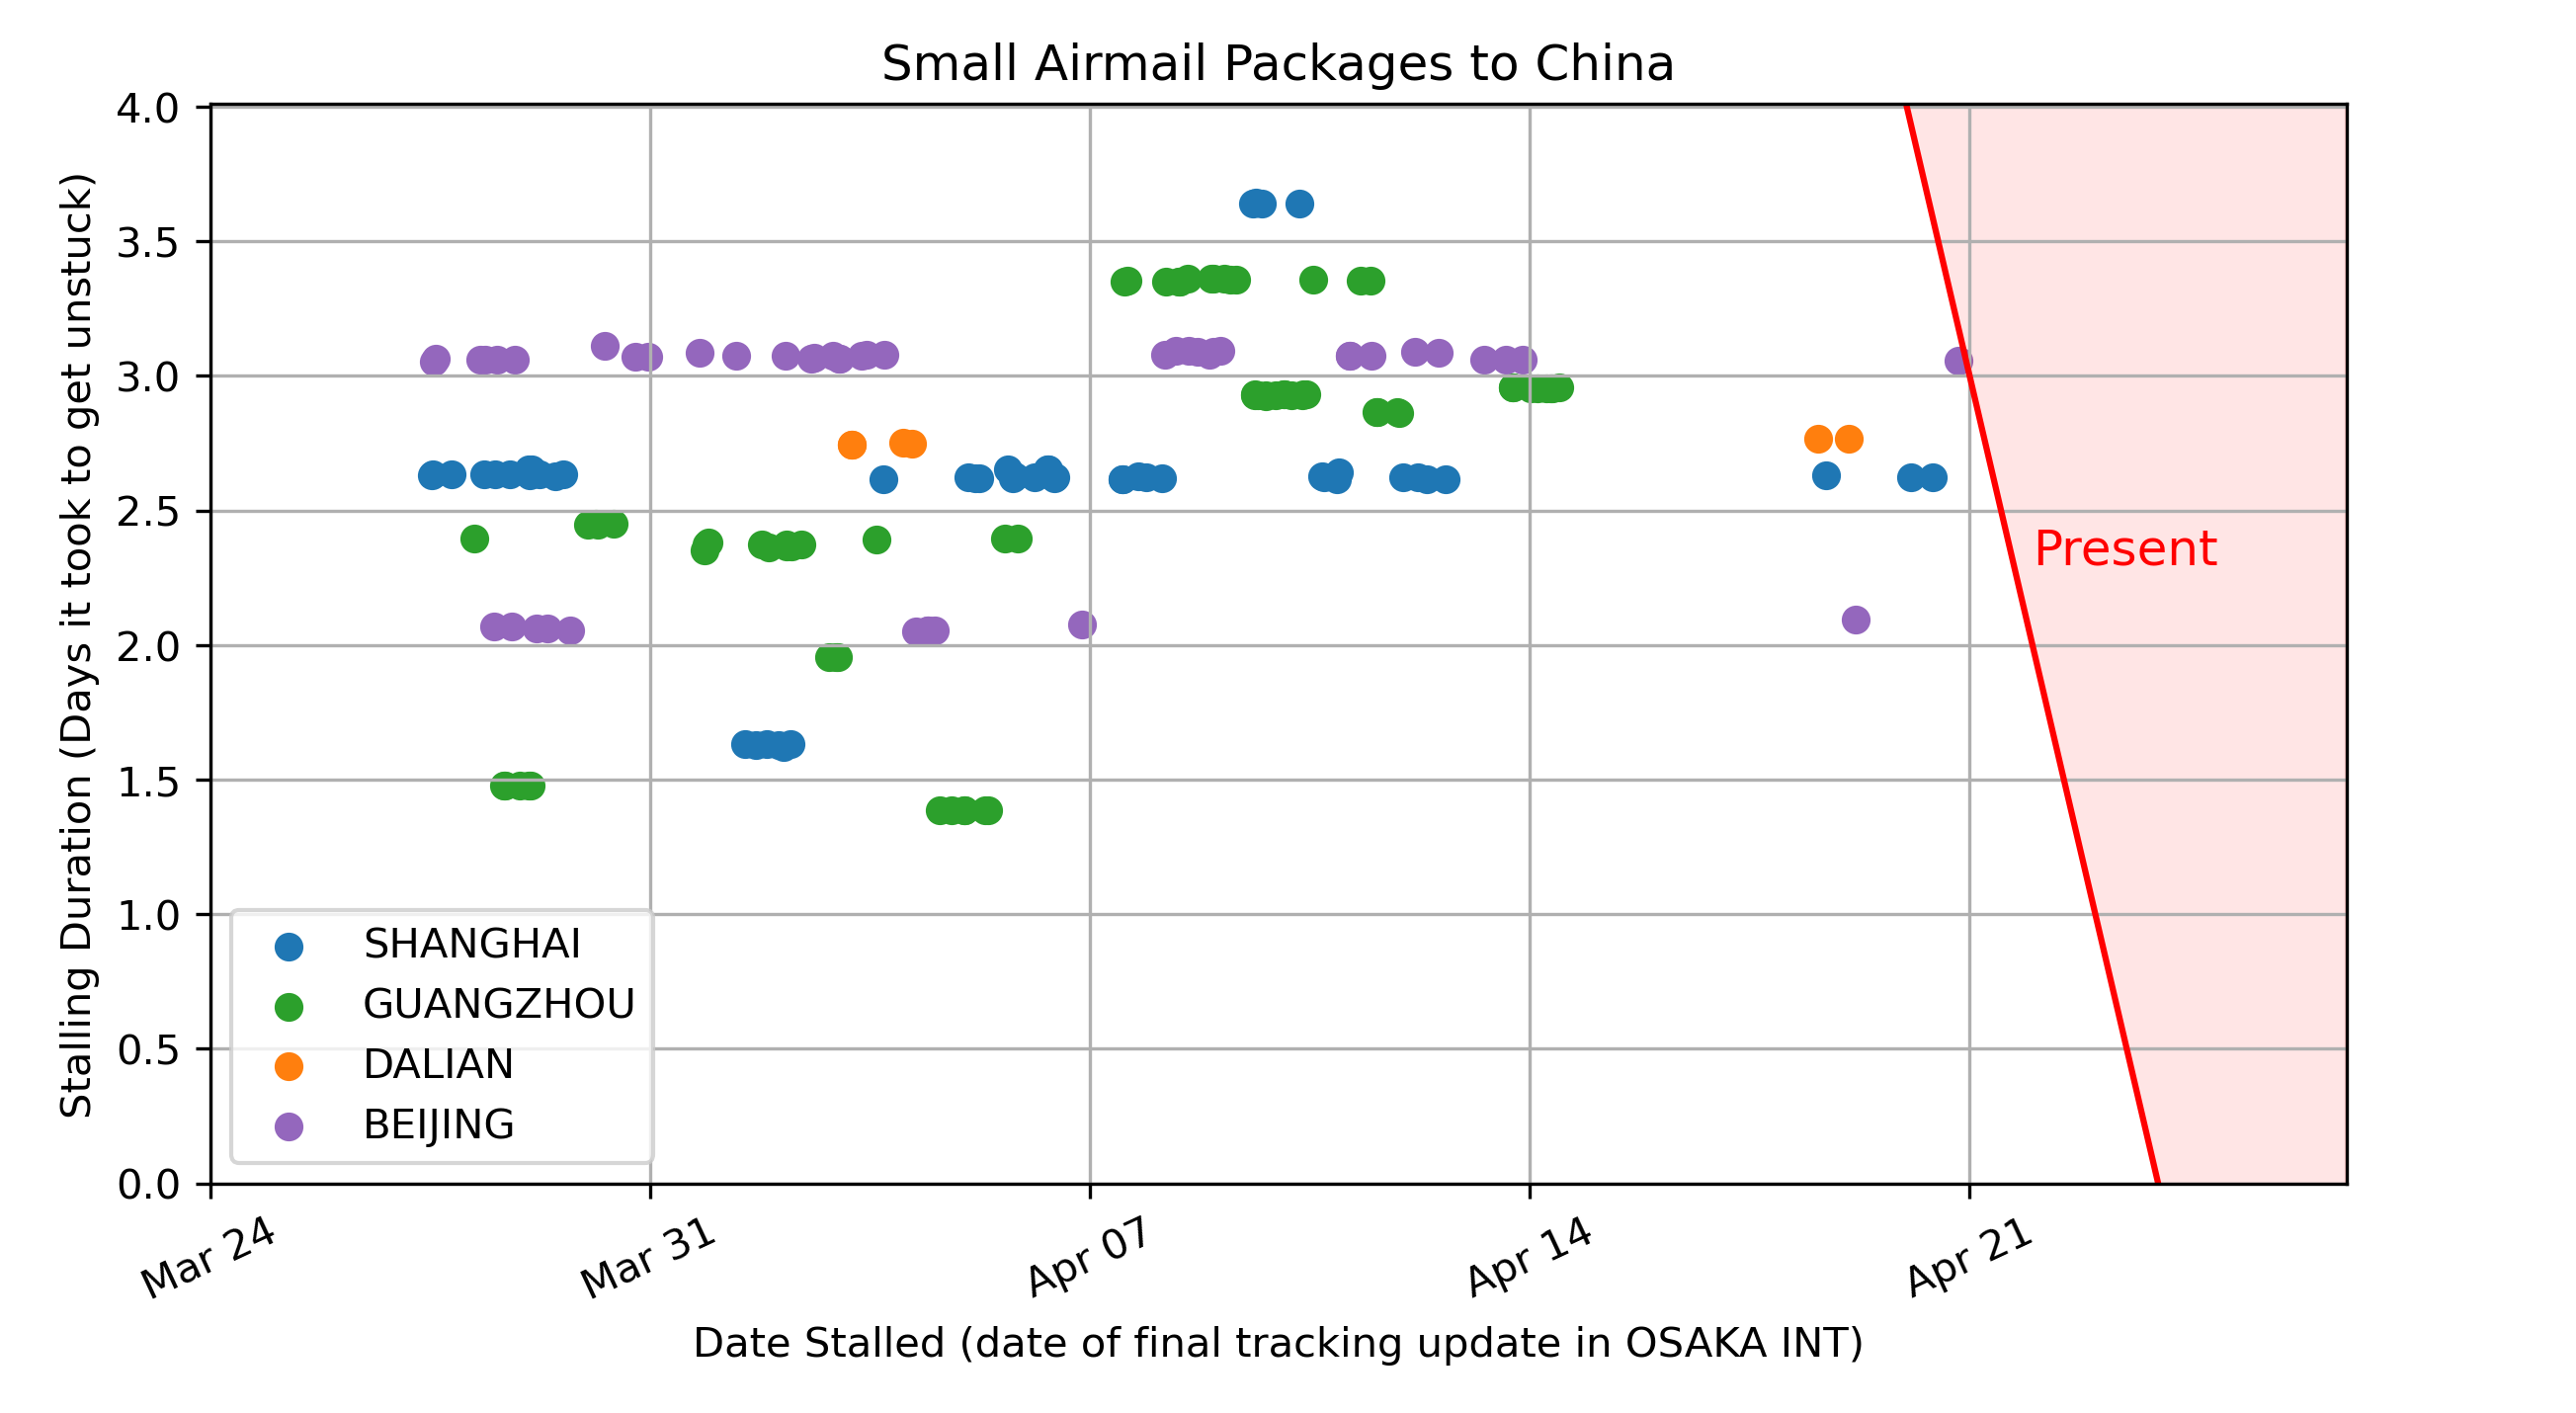 Small Airmail Packages to China
Stalling Duration (Days it took to get unstuck)
4.0
3.5
3.0
2.5
2.0
1.5
1.0
0.5
0.0
Present
SHANGHAI
GUANGZHOU
DALIAN
BEIJING
Mar 24
Mar 31
Apr 07
Apr 14
Apr 21
Date Stalled (date of final tracking update in OSAKA INT)